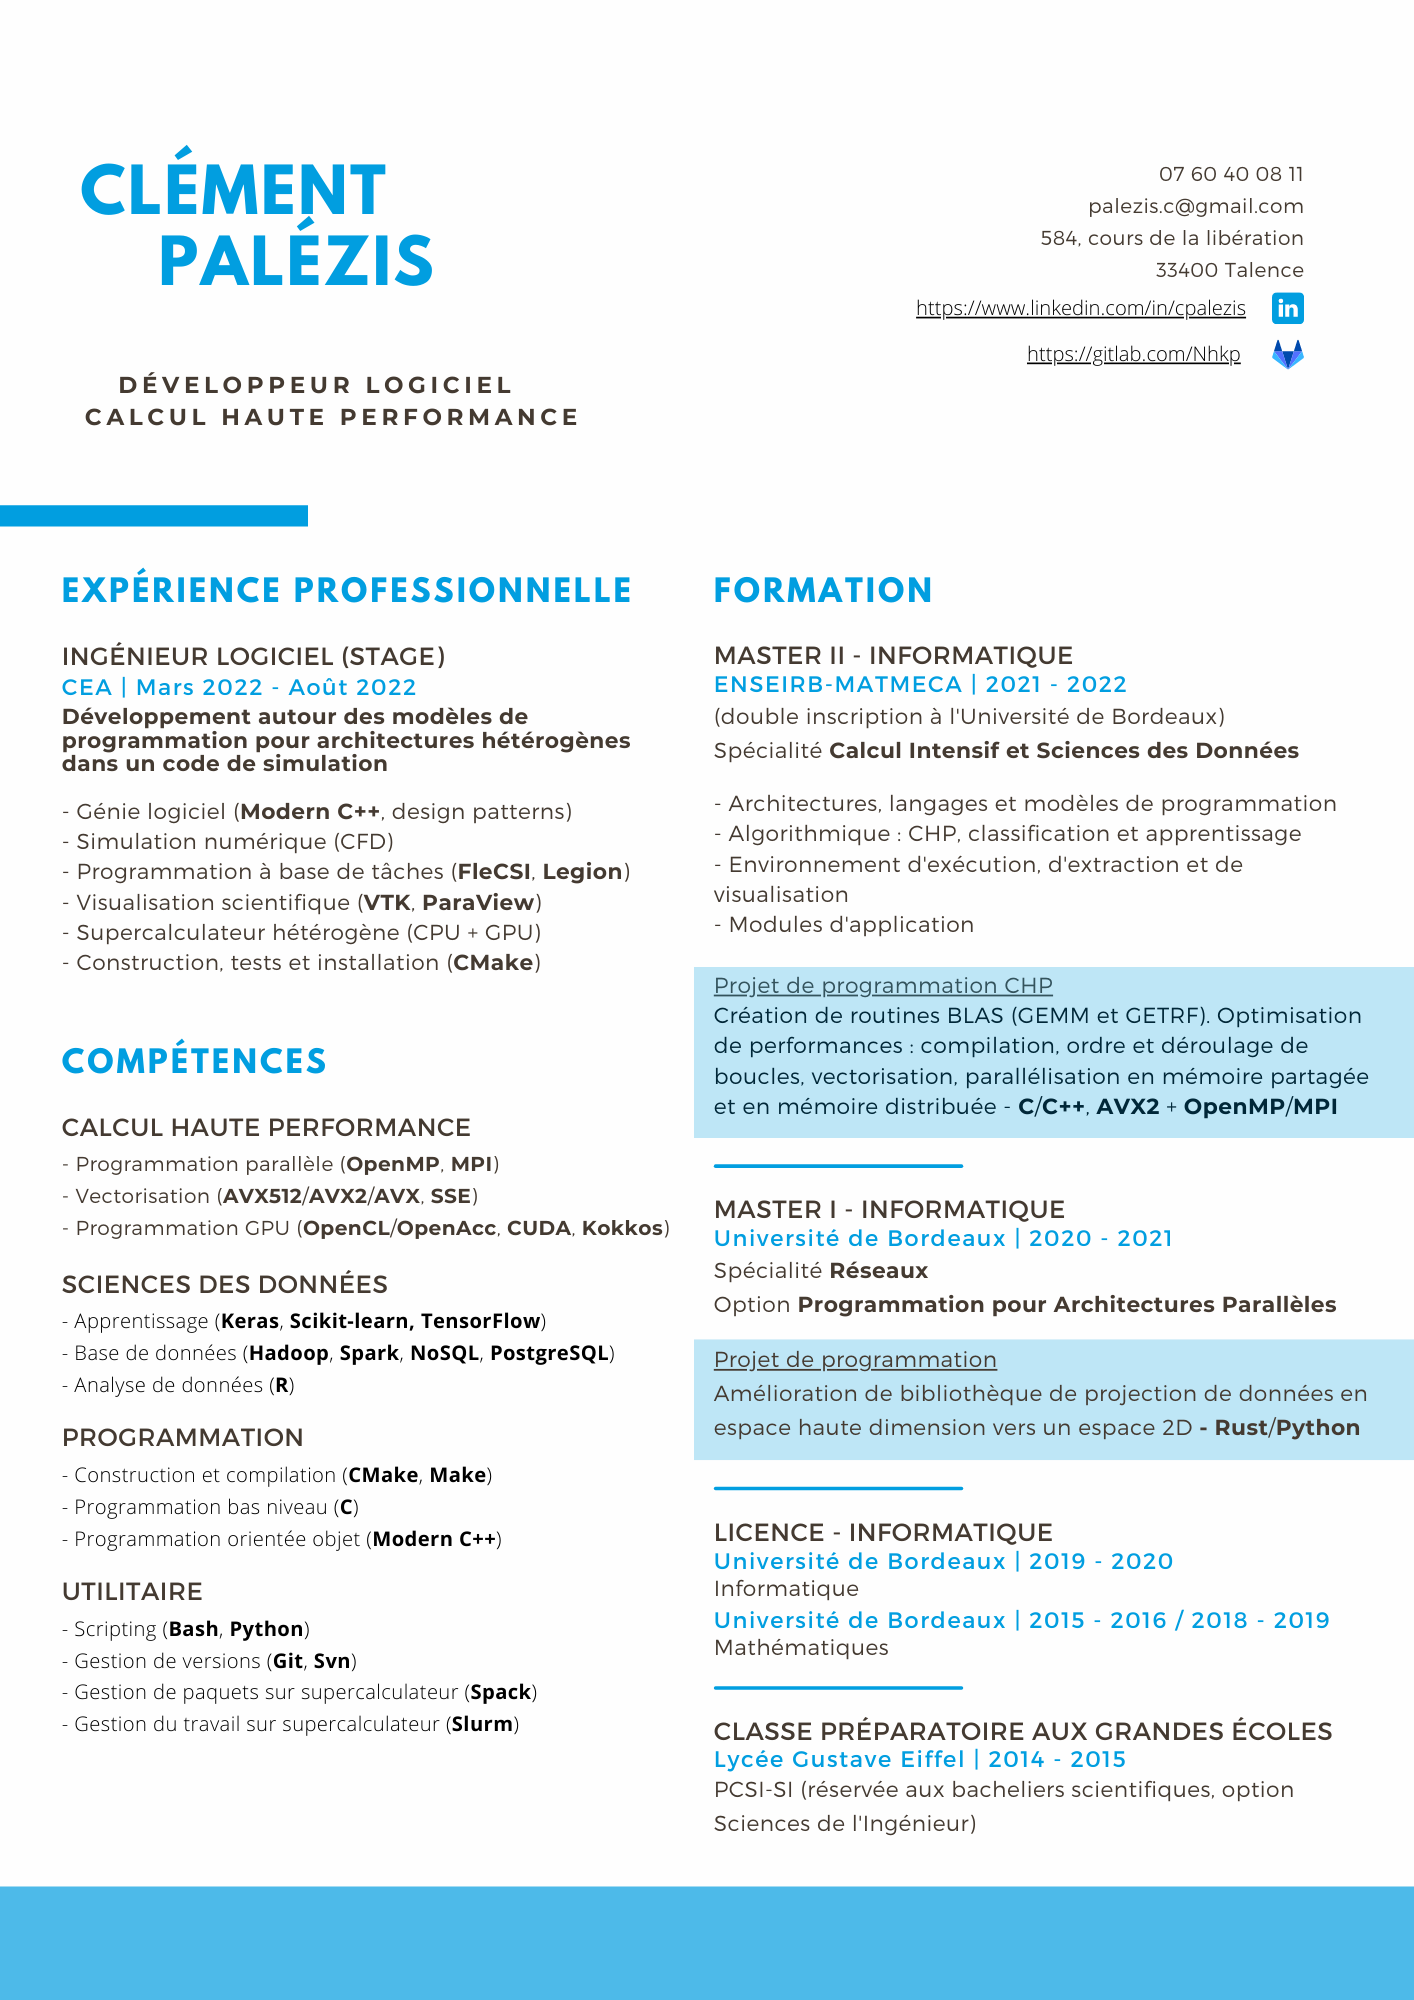 CLÉMENT
PALÉZIS
DÉVELOPPEUR LOGICIEL
CALCUL HAUTE PERFORMANCE
07 60 40 08 11
palezis.c@gmail.com
584, cours de la libération
33400 Talence
https://www.linkedin.com/in/cpalezis
in
https://gitlab.com/Nhkp
EXPÉRIENCE PROFESSIONNELLE
INGÉNIEUR LOGICIEL (STAGE)
CEA | Mars 2022 - Août 2022
Développement autour des modèles de
programmation pour architectures hétérogènes
dans un code de simulation
- Génie logiciel (Modern C++, design patterns)
- Simulation numérique (CFD)
- Programmation à base de tâches (FleCSI, Legion)
- Visualisation scientifique (VTK, ParaView)
- Supercalculateur hétérogène (CPU + GPU)
- Construction, tests et installation (CMake)
COMPÉTENCES
CALCUL HAUTE PERFORMANCE
- Programmation parallèle (OpenMP, MPI)
- Vectorisation (AVX512/AVX2/AVX, SSE)
- Programmation GPU (OpenCL/OpenAcc, CUDA, Kokkos)
SCIENCES DES DONNÉES
- Apprentissage (Keras, Scikit-learn, TensorFlow)
- Base de données (Hadoop, Spark, NoSQL, PostgreSQL)
- Analyse de données (R)
PROGRAMMATION
- Construction et compilation (CMake, Make)
- Programmation bas niveau (C)
- Programmation orientée objet (Modern C++)
UTILITAIRE
- Scripting (Bash, Python)
- Gestion de versions (Git, Svn)
- Gestion de paquets sur supercalculateur (Spack)
- Gestion du travail sur supercalculateur (Slurm)
FORMATION
MASTER II - INFORMATIQUE
ENSEIRB-MATMECA | 2021 - 2022
(double inscription à l'Université de Bordeaux)
Spécialité Calcul Intensif et Sciences des Données
- Architectures, langages et modèles de programmation
- Algorithmique : CHP, classification et apprentissage
- Environnement d'exécution, d'extraction et de
visualisation
- Modules d'application
Projet de programmation CHP
Création de routines BLAS (GEMM et GETRF). Optimisation
de performances : compilation, ordre et déroulage de
boucles, vectorisation, parallélisation en mémoire partagée
et en mémoire distribuée - C/C++, AVX2 + OpenMP/MPI
MASTER I - INFORMATIQUE
Université de Bordeaux | 2020 - 2021
Spécialité Réseaux
Option Programmation pour Architectures Parallèles
Projet de programmation
Amélioration de bibliothèque de projection de données en
espace haute dimension vers un espace 2D - Rust/Python
LICENCE - INFORMATIQUE
Université de Bordeaux | 2019 - 2020
Informatique
Université de Bordeaux | 2015 - 2016 / 2018 - 2019
Mathématiques
CLASSE PRÉPARATOIRE AUX GRANDES ÉCOLES
Lycée Gustave Eiffel | 2014 - 2015
PCSI-SI (réservée aux bacheliers scientifiques, option
Sciences de l'Ingénieur)